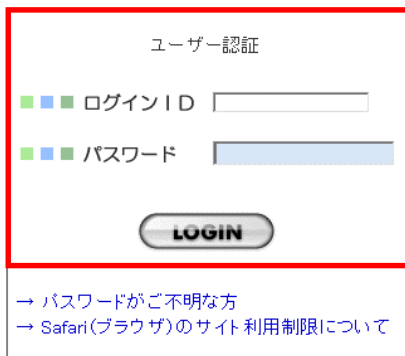 ユーザー認証
ログインID
パスワード
LOGIN
→ パスワードがご不明な方
→ Safari(ブラウザ)のサイト利用制限について